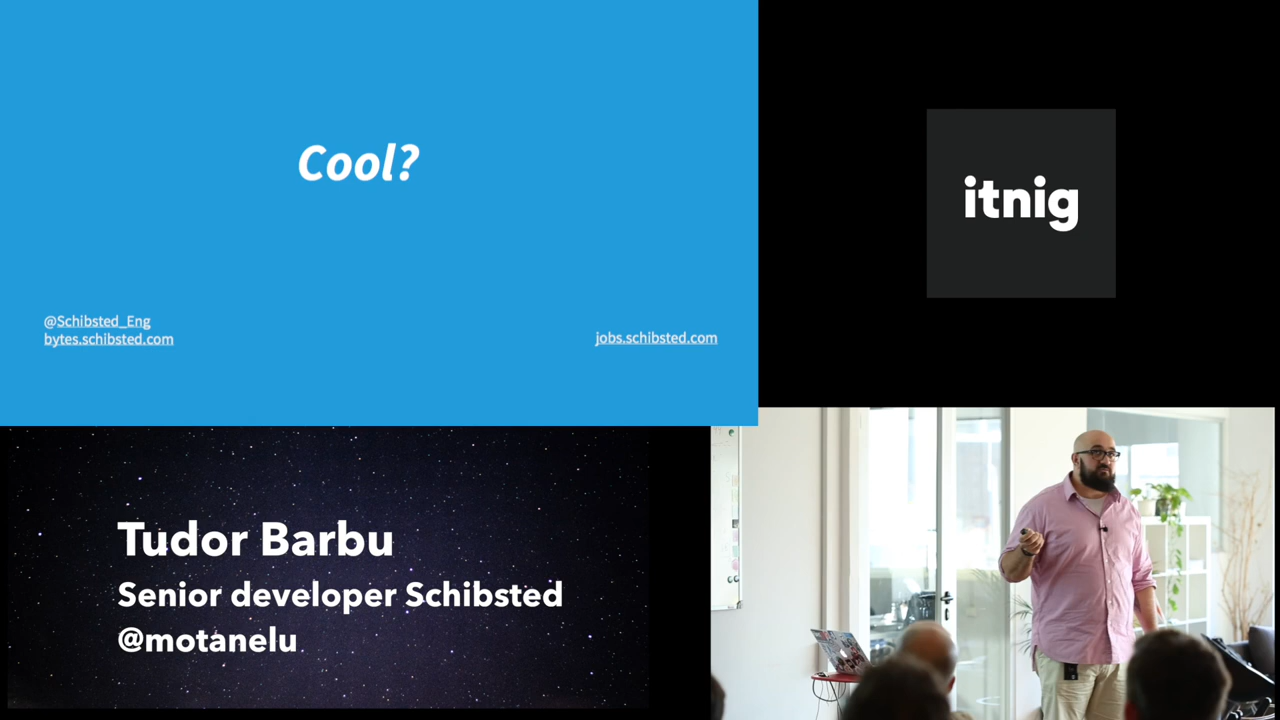 Cool?
@Schibsted_Eng
bytes.schibsted.com
jobs.schibsted.com
itnig
Tudor Barbu
Senior developer Schibsted
@motanelu